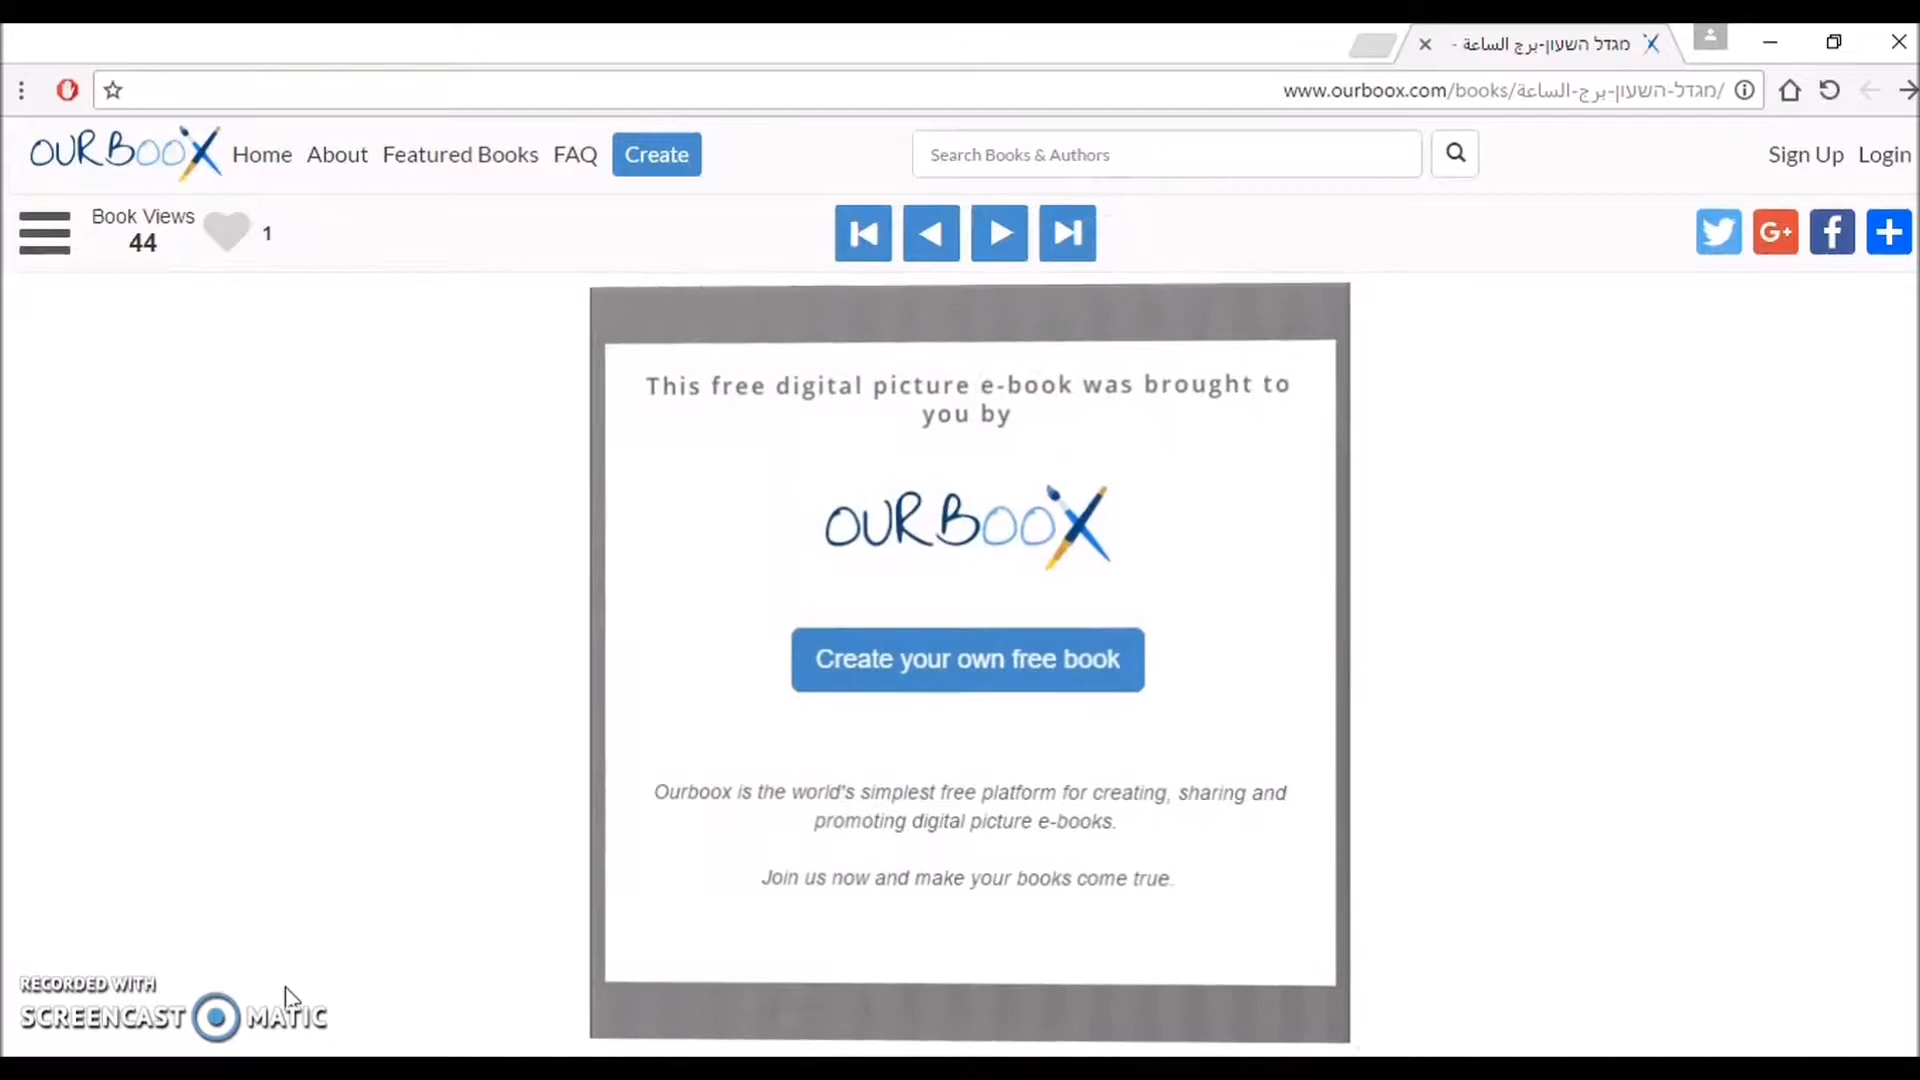 מגדל השעון-برج الساعة -
www.ourboox.com/books/מגדל-השעון-برج-الساعة/
OURBOOX Home About Featured Books FAQ Create Search Books & Authors Sign Up Login
Book Views
44
1
G+
This free digital picture e-book was brought to
you by
OURBOOX
Create your own free book
Ourboox is the world's simplest free platform for creating, sharing and
promoting digital picture e-books.
Join us now and make your books come true.
RECORDED WITH
SCREENCAST MATIC